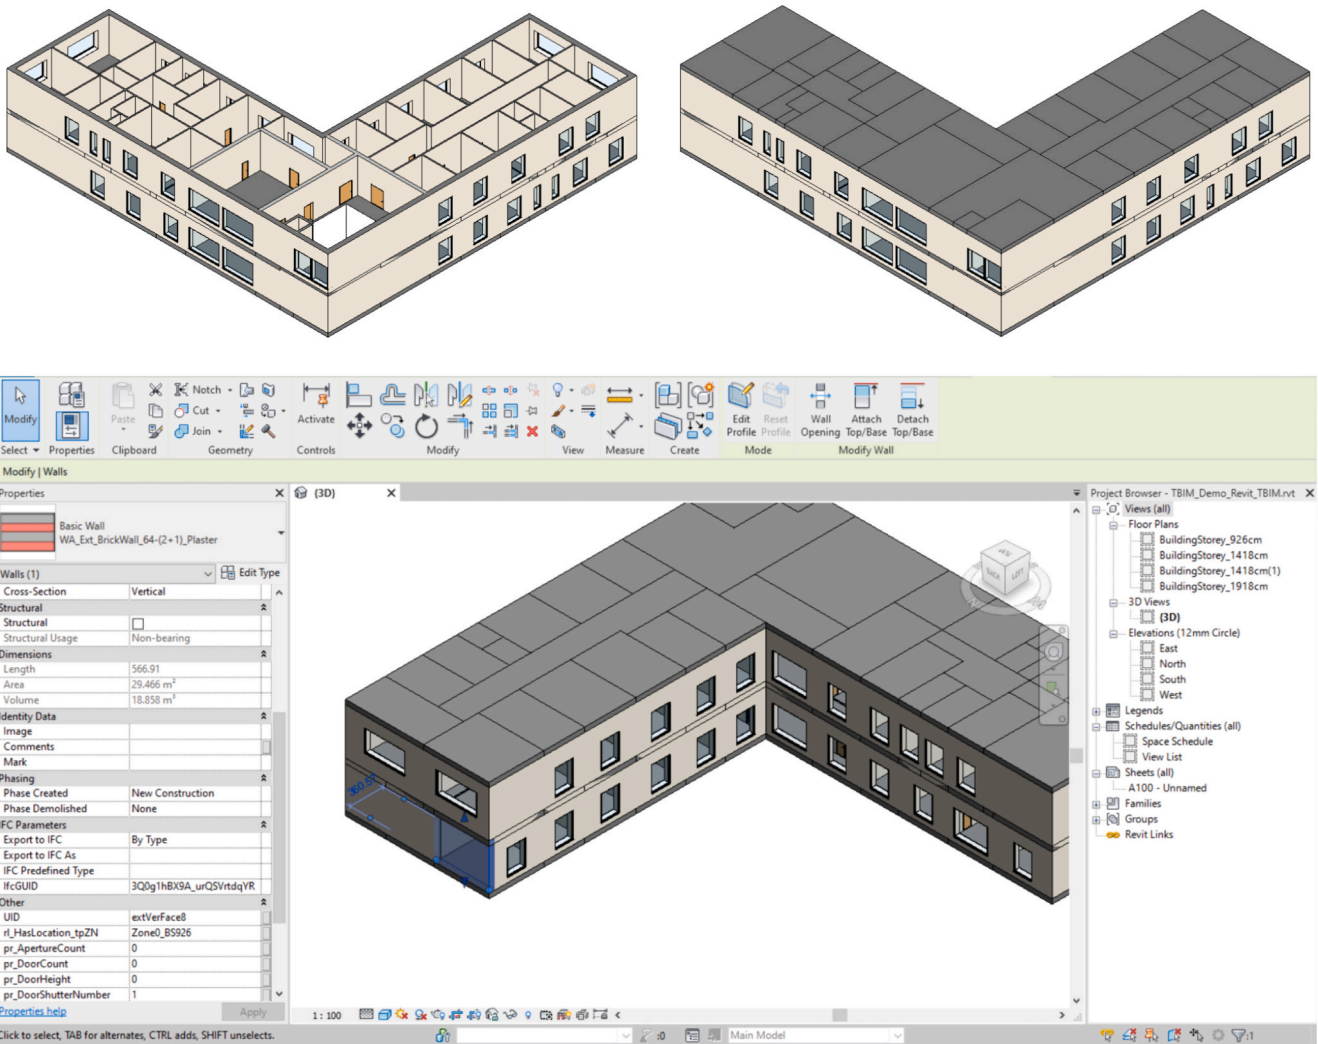 Modify
Select
Properties
Paste
Clipboard
Notch
Cut
Join
Geometry
Activate
Controls
Modify
View
Measure
Create
Edit Profile
Reset Profile
Mode
Wall Opening
Attach Top/Base
Detach Top/Base
Modify Wall
Modify | Walls
Properties
Basic Wall
WA_Ext_BrickWall_64-(2+1)_Plaster
Walls (1)
Edit Type
Cross-Section Vertical
Structural
Structural
Structural Usage Non-bearing
Dimensions
Length 566.91
Area 29.466 m²
Volume 18.858 m³
Identity Data
Image
Comments
Mark
Phasing
Phase Created New Construction
Phase Demolished None
IFC Parameters
Export to IFC By Type
Export to IFC As
IFC Predefined Type
IfcGUID 3Q0g1hBX9A_urQSVrtdqYR
Other
UID extVerFace8
rl_HasLocation_tpZN Zone0_BS926
pr_ApertureCount 0
pr_DoorCount 0
pr_DoorHeight 0
pr_DoorShutterNumber 1
Properties help
Apply
(3D)
360.57
BACK
LEFT
1 : 100
Project Browser - TBIM_Demo_Revit_TBIM.rvt
Views (all)
Floor Plans
BuildingStorey_926cm
BuildingStorey_1418cm
BuildingStorey_1418cm(1)
BuildingStorey_1918cm
3D Views
(3D)
Elevations (12mm Circle)
East
North
South
West
Legends
Schedules/Quantities (all)
Space Schedule
View List
Sheets (all)
A100 - Unnamed
Families
Groups
Revit Links
Click to select, TAB for alternates, CTRL adds, SHIFT unselects.
:0
Main Model
:1